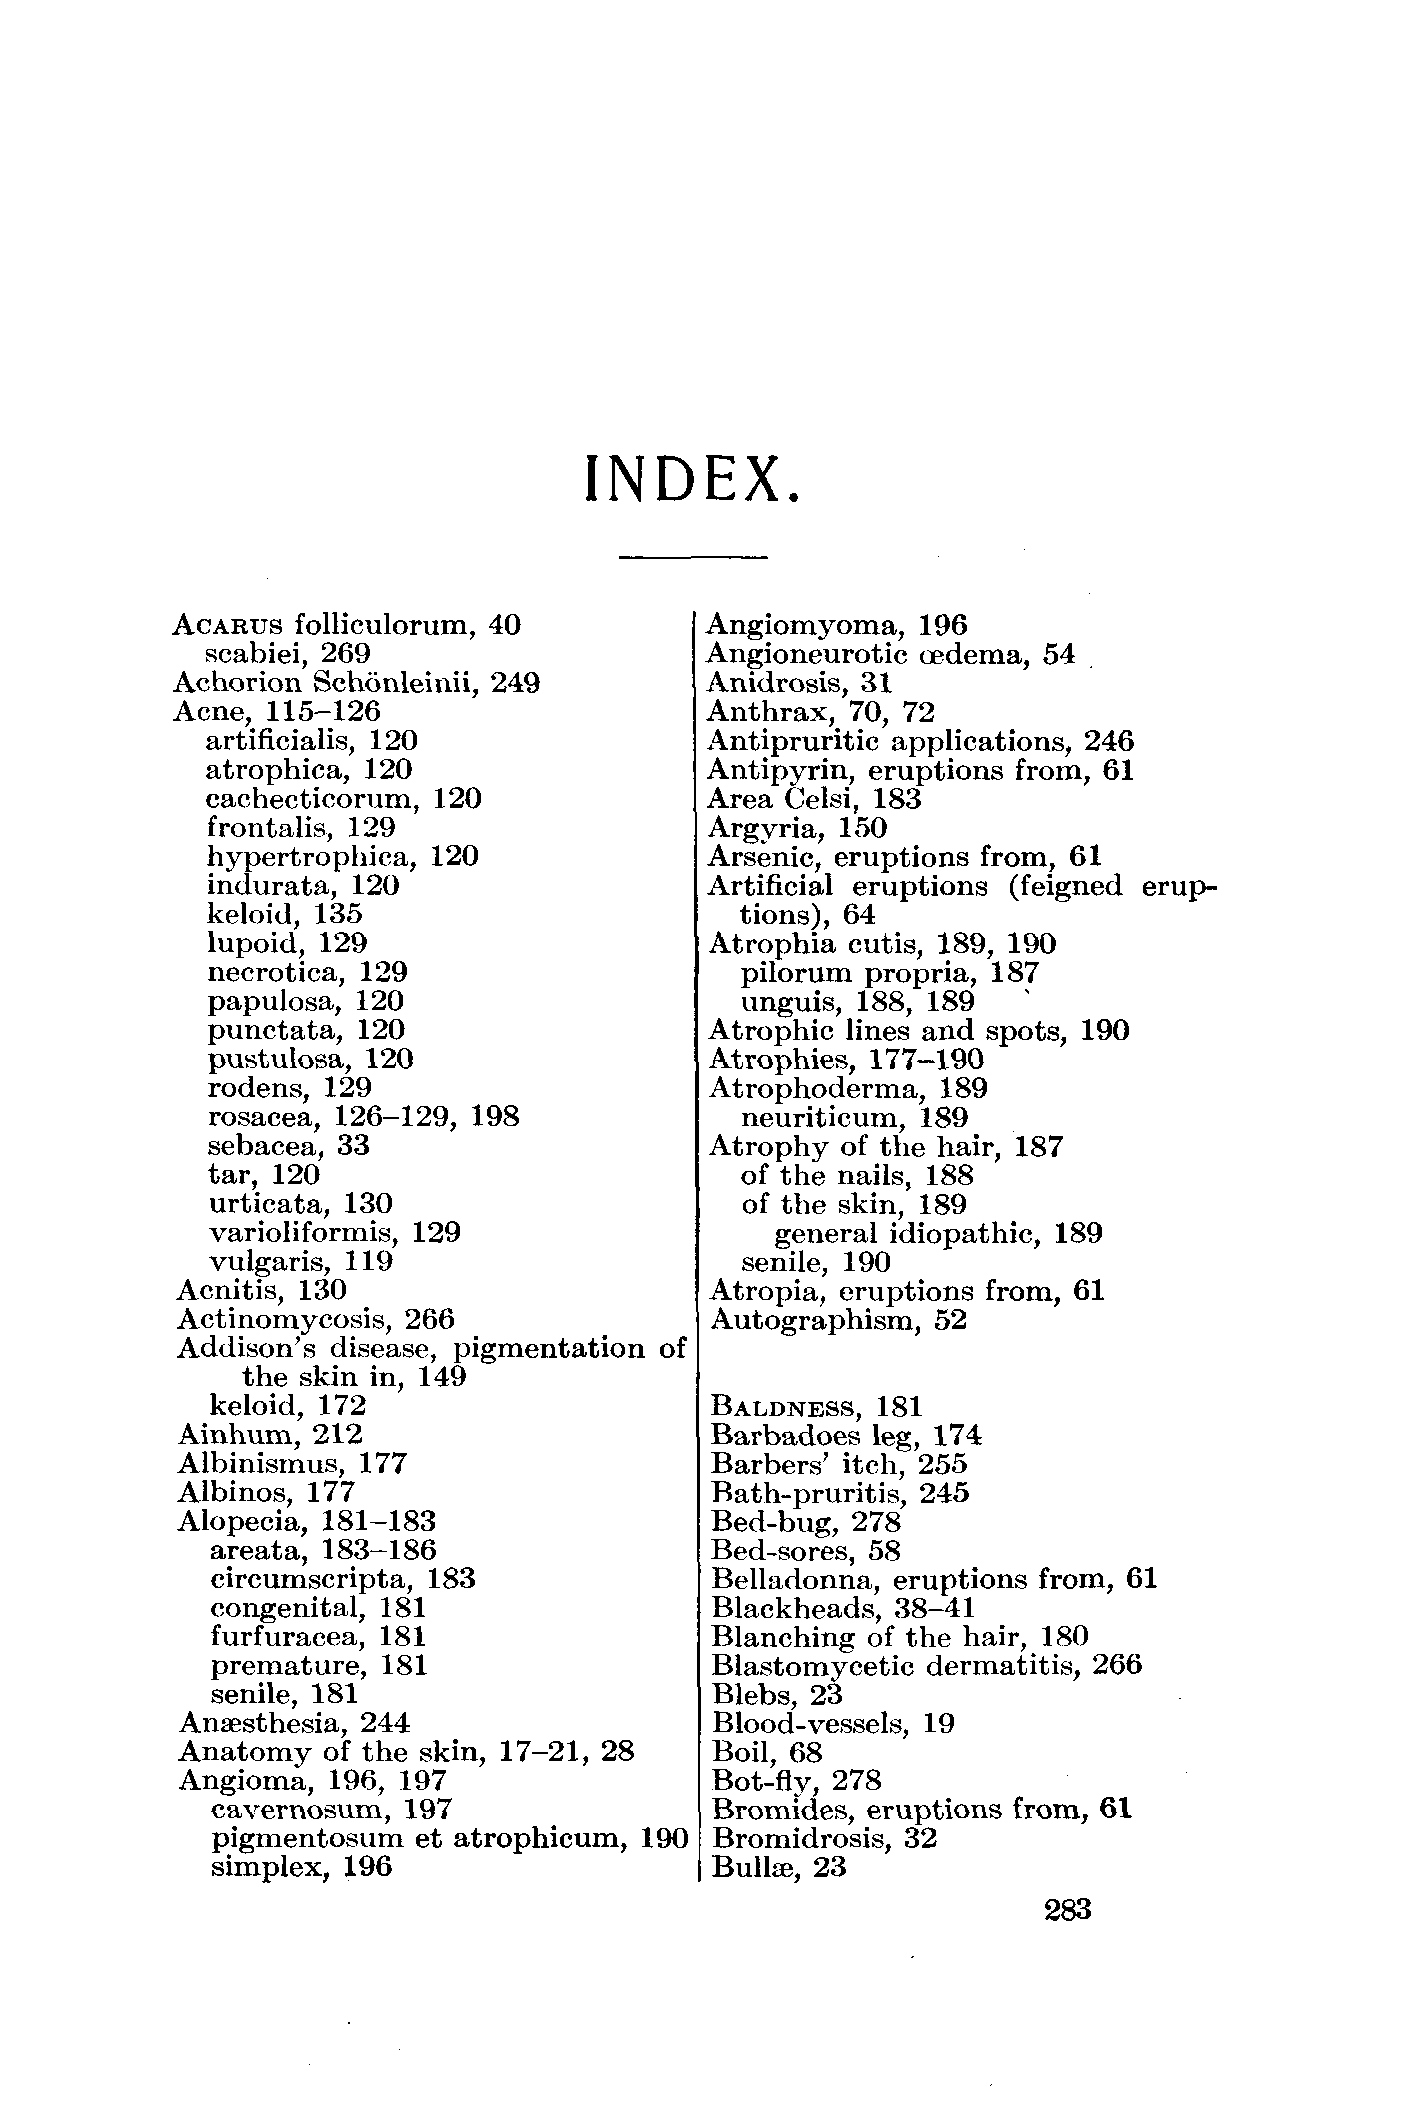 INDEX.
ACARUS folliculorum, 40
scabiei, 269
Achorion Schönleinii, 249
Acne, 115–126
artificialis, 120
atrophica, 120
cachecticorum, 120
frontalis, 129
hypertrophica, 120
indurata, 120
keloid, 135
lupoid, 129
necrotica, 129
papulosa, 120
punctata, 120
pustulosa, 120
rodens, 129
rosacea, 126–129, 198
sebacea, 33
tar, 120
urticata, 130
varioliformis, 129
vulgaris, 119
Acnitis, 130
Actinomycosis, 266
Addison's disease, pigmentation of
the skin in, 149
keloid, 172
Ainhum, 212
Albinismus, 177
Albinos, 177
Alopecia, 181–183
areata, 183–186
circumscripta, 183
congenital, 181
furfuracea, 181
premature, 181
senile, 181
Anæsthesia, 244
Anatomy of the skin, 17–21, 28
Angioma, 196, 197
cavernosum, 197
pigmentosum et atrophicum, 190
simplex, 196
Angiomyoma, 196
Angioneurotic œdema, 54
Anidrosis, 31
Anthrax, 70, 72
Antipruritic applications, 246
Antipyrin, eruptions from, 61
Area Celsi, 183
Argyria, 150
Arsenic, eruptions from, 61
Artificial eruptions (feigned erup-
tions), 64
Atrophia cutis, 189, 190
pilorum propria, 187
unguis, 188, 189
Atrophic lines and spots, 190
Atrophies, 177–190
Atrophoderma, 189
neuriticum, 189
Atrophy of the hair, 187
of the nails, 188
of the skin, 189
general idiopathic, 189
senile, 190
Atropia, eruptions from, 61
Autographism, 52
BALDNESS, 181
Barbadoes leg, 174
Barbers' itch, 255
Bath-pruritis, 245
Bed-bug, 278
Bed-sores, 58
Belladonna, eruptions from, 61
Blackheads, 38–41
Blanching of the hair, 180
Blastomycetic dermatitis, 266
Blebs, 23
Blood-vessels, 19
Boil, 68
Bot-fly, 278
Bromides, eruptions from, 61
Bromidrosis, 32
Bullæ, 23
283